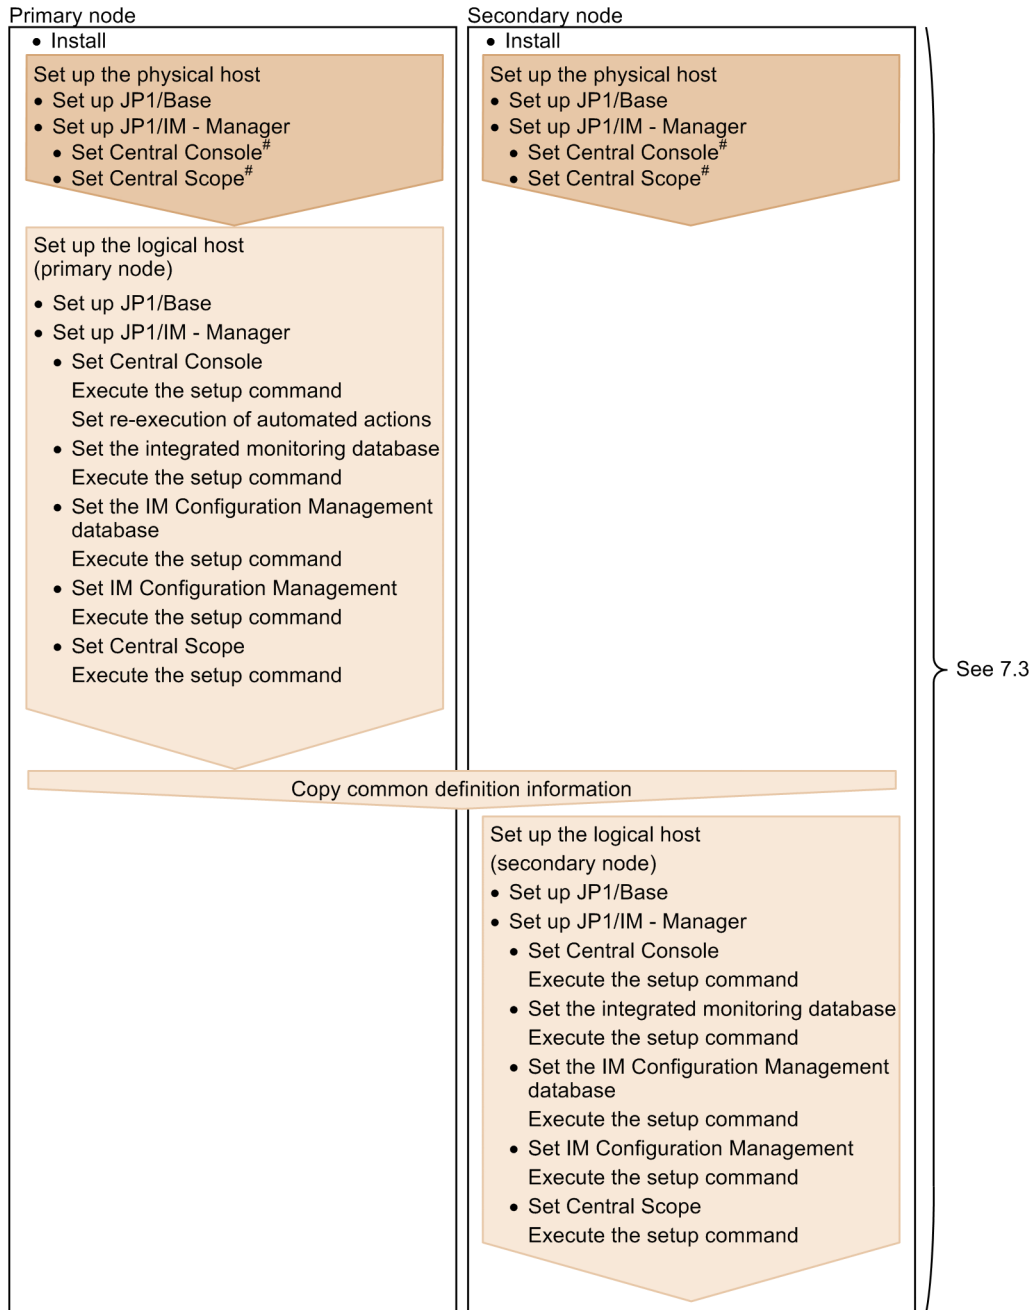 Primary node
• Install
Set up the physical host
• Set up JP1/Base
• Set up JP1/IM - Manager
• Set Central Console#
• Set Central Scope#
Set up the logical host
(primary node)
• Set up JP1/Base
• Set up JP1/IM - Manager
• Set Central Console
Execute the setup command
Set re-execution of automated actions
• Set the integrated monitoring database
Execute the setup command
• Set the IM Configuration Management
database
Execute the setup command
• Set IM Configuration Management
Execute the setup command
• Set Central Scope
Execute the setup command
Secondary node
• Install
Set up the physical host
• Set up JP1/Base
• Set up JP1/IM - Manager
• Set Central Console#
• Set Central Scope#
Copy common definition information
Set up the logical host
(secondary node)
• Set up JP1/Base
• Set up JP1/IM - Manager
• Set Central Console
Execute the setup command
• Set the integrated monitoring database
Execute the setup command
• Set the IM Configuration Management
database
Execute the setup command
• Set IM Configuration Management
Execute the setup command
• Set Central Scope
Execute the setup command
See 7.3